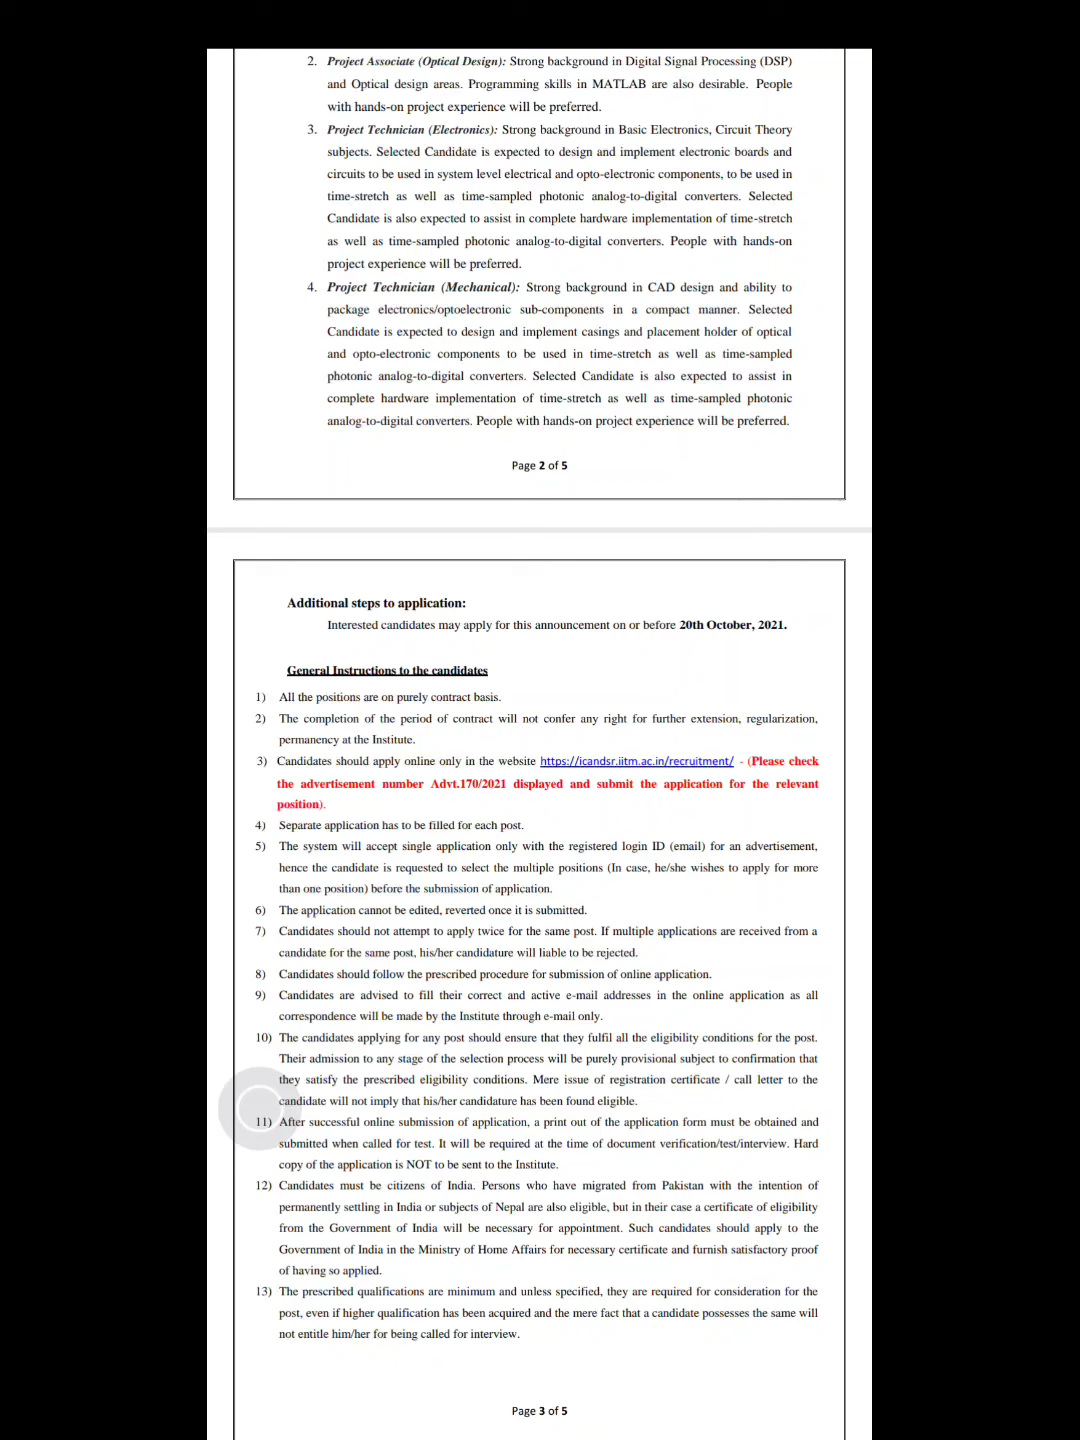 2. Project Associate (Optical Design): Strong background in Digital Signal Processing (DSP)
and Optical design areas. Programming skills in MATLAB are also desirable. People
with hands-on project experience will be preferred.
3. Project Technician (Electronics): Strong background in Basic Electronics, Circuit Theory
subjects. Selected Candidate is expected to design and implement electronic boards and
circuits to be used in system level electrical and opto-electronic components, to be used in
time-stretch as well as time-sampled photonic analog-to-digital converters. Selected
Candidate is also expected to assist in complete hardware implementation of time-stretch
as well as time-sampled photonic analog-to-digital converters. People with hands-on
project experience will be preferred.
4. Project Technician (Mechanical): Strong background in CAD design and ability to
package electronics/optoelectronic sub-components in a compact manner. Selected
Candidate is expected to design and implement casings and placement holder of optical
and opto-electronic components to be used in time-stretch as well as time-sampled
photonic analog-to-digital converters. Selected Candidate is also expected to assist in
complete hardware implementation of time-stretch as well as time-sampled photonic
analog-to-digital converters. People with hands-on project experience will be preferred.
Page 2 of 5
Additional steps to application:
Interested candidates may apply for this announcement on or before 20th October, 2021.
General Instructions to the candidates
1) All the positions are on purely contract basis.
2) The completion of the period of contract will not confer any right for further extension, regularization,
permanency at the Institute.
3) Candidates should apply online only in the website https://icandsr.iitm.ac.in/recruitment/ - (Please check
the advertisement number Advt.170/2021 displayed and submit the application for the relevant
position).
4) Separate application has to be filled for each post.
5) The system will accept single application only with the registered login ID (email) for an advertisement,
hence the candidate is requested to select the multiple positions (In case, he/she wishes to apply for more
than one position) before the submission of application.
6) The application cannot be edited, reverted once it is submitted.
7) Candidates should not attempt to apply twice for the same post. If multiple applications are received from a
candidate for the same post, his/her candidature will liable to be rejected.
8) Candidates should follow the prescribed procedure for submission of online application.
9) Candidates are advised to fill their correct and active e-mail addresses in the online application as all
correspondence will be made by the Institute through e-mail only.
10) The candidates applying for any post should ensure that they fulfil all the eligibility conditions for the post.
Their admission to any stage of the selection process will be purely provisional subject to confirmation that
they satisfy the prescribed eligibility conditions. Mere issue of registration certificate / call letter to the
candidate will not imply that his/her candidature has been found eligible.
11) After successful online submission of application, a print out of the application form must be obtained and
submitted when called for test. It will be required at the time of document verification/test/interview. Hard
copy of the application is NOT to be sent to the Institute.
12) Candidates must be citizens of India. Persons who have migrated from Pakistan with the intention of
permanently settling in India or subjects of Nepal are also eligible, but in their case a certificate of eligibility
from the Government of India will be necessary for appointment. Such candidates should apply to the
Government of India in the Ministry of Home Affairs for necessary certificate and furnish satisfactory proof
of having so applied.
13) The prescribed qualifications are minimum and unless specified, they are required for consideration for the
post, even if higher qualification has been acquired and the mere fact that a candidate possesses the same will
not entitle him/her for being called for interview.
Page 3 of 5